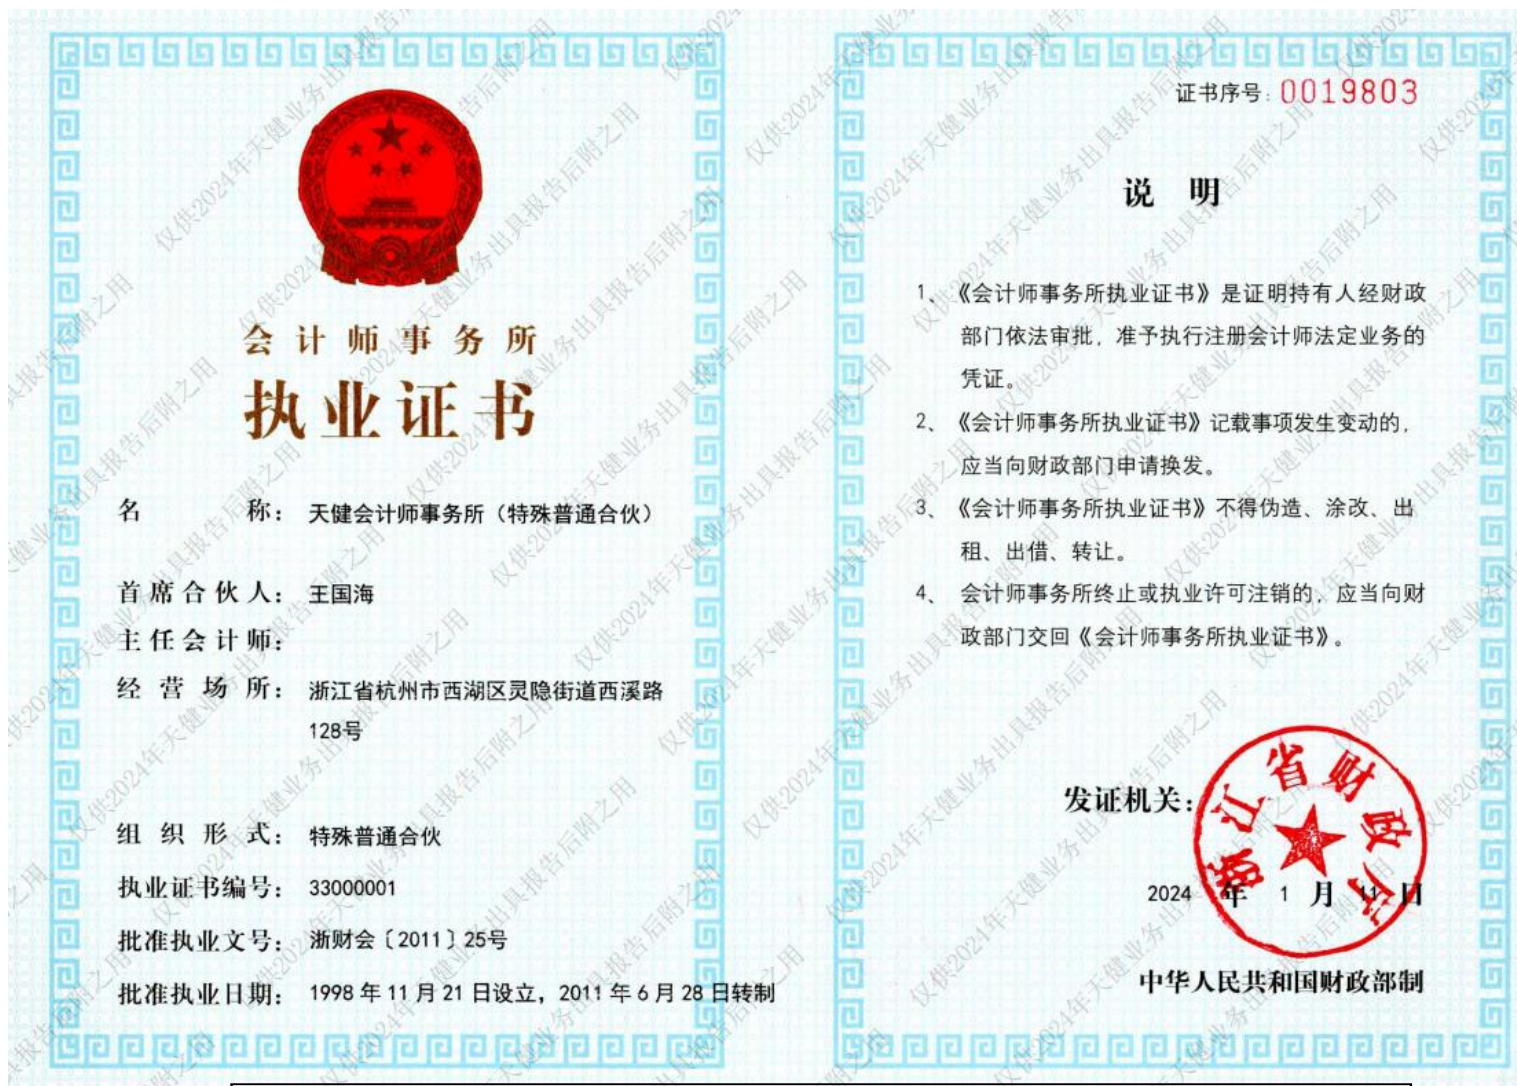 会计师事务所
执业证书
名 称: 天健会计师事务所（特殊普通合伙）
首席合伙人: 王国海
主任会计师:
经营场所: 浙江省杭州市西湖区灵隐街道西溪路
128号
组织形式: 特殊普通合伙
执业证书编号: 33000001
批准执业文号: 浙财会〔2011〕25号
批准执业日期: 1998年11月21日设立，2011年6月28日转制
证书序号: 0019803
说 明
1、《会计师事务所执业证书》是证明持有人经财政
部门依法审批，准予执行注册会计师法定业务的
凭证。
2、《会计师事务所执业证书》记载事项发生变动的，
应当向财政部门申请换发。
3、《会计师事务所执业证书》不得伪造、涂改、出
租、出借、转让。
4、会计师事务所终止或执业许可注销的，应当向财
政部门交回《会计师事务所执业证书》。
发证机关:
浙江省财政厅
2024 年 1 月 11 日
中华人民共和国财政部制
仅供2024年天健业务出具报告后附之用